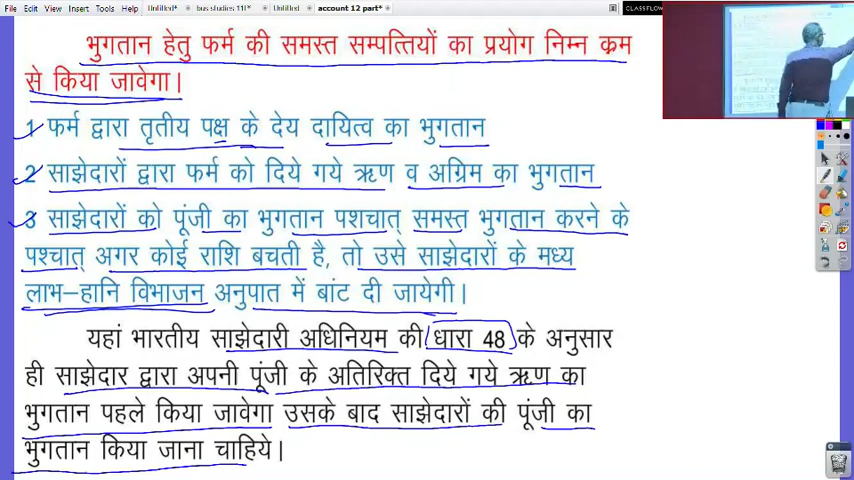 File Edit View Insert Tools Help Untitled* bus studies 11II* Untitled account 12 part* CLASSFLOW
भुगतान हेतु फर्म की समस्त सम्पत्तियों का प्रयोग निम्न क्रम
से किया जावेगा।
1 फर्म द्वारा तृतीय पक्ष के देय दायित्व का भुगतान
2 साझेदारों द्वारा फर्म को दिये गये ऋण व अग्रिम का भुगतान
3 साझेदारों को पूंजी का भुगतान पशचात् समस्त भुगतान करने के
पश्चात् अगर कोई राशि बचती है, तो उसे साझेदारों के मध्य
लाभ–हानि विभाजन अनुपात में बांट दी जायेगी।
यहां भारतीय साझेदारी अधिनियम की धारा 48 के अनुसार
ही साझेदार द्वारा अपनी पूंजी के अतिरिक्त दिये गये ऋण का
भुगतान पहले किया जावेगा उसके बाद साझेदारों की पूंजी का
भुगतान किया जाना चाहिये।